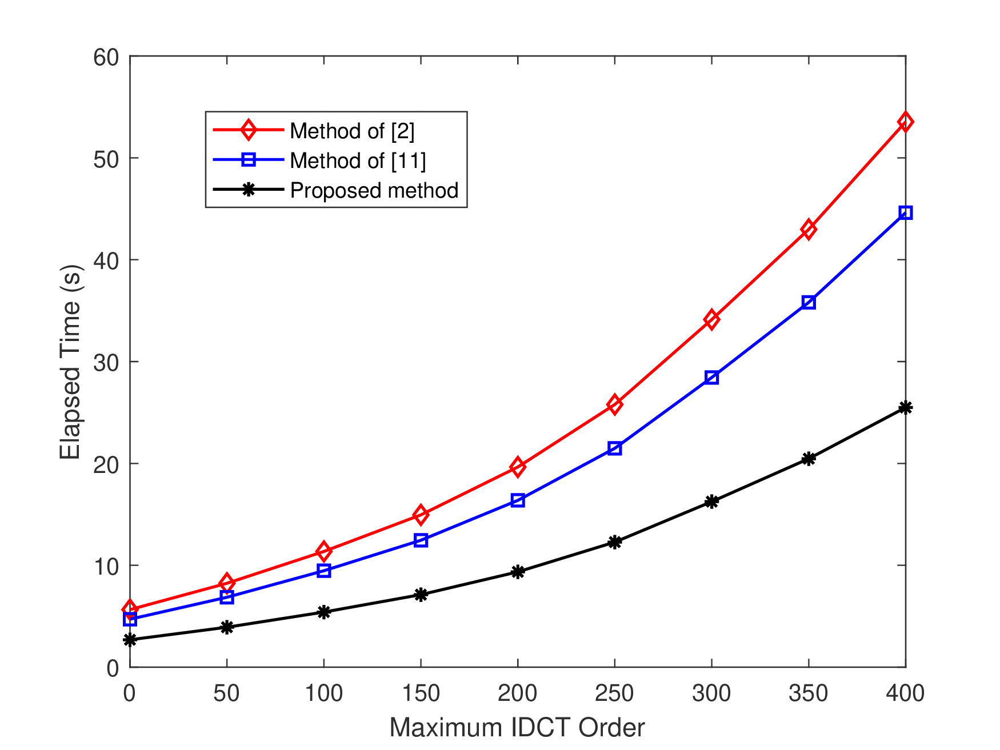 60
50
40
30
20
10
0
Elapsed Time (s)
Method of [2]
Method of [11]
Proposed method
0 50 100 150 200 250 300 350 400
Maximum IDCT Order